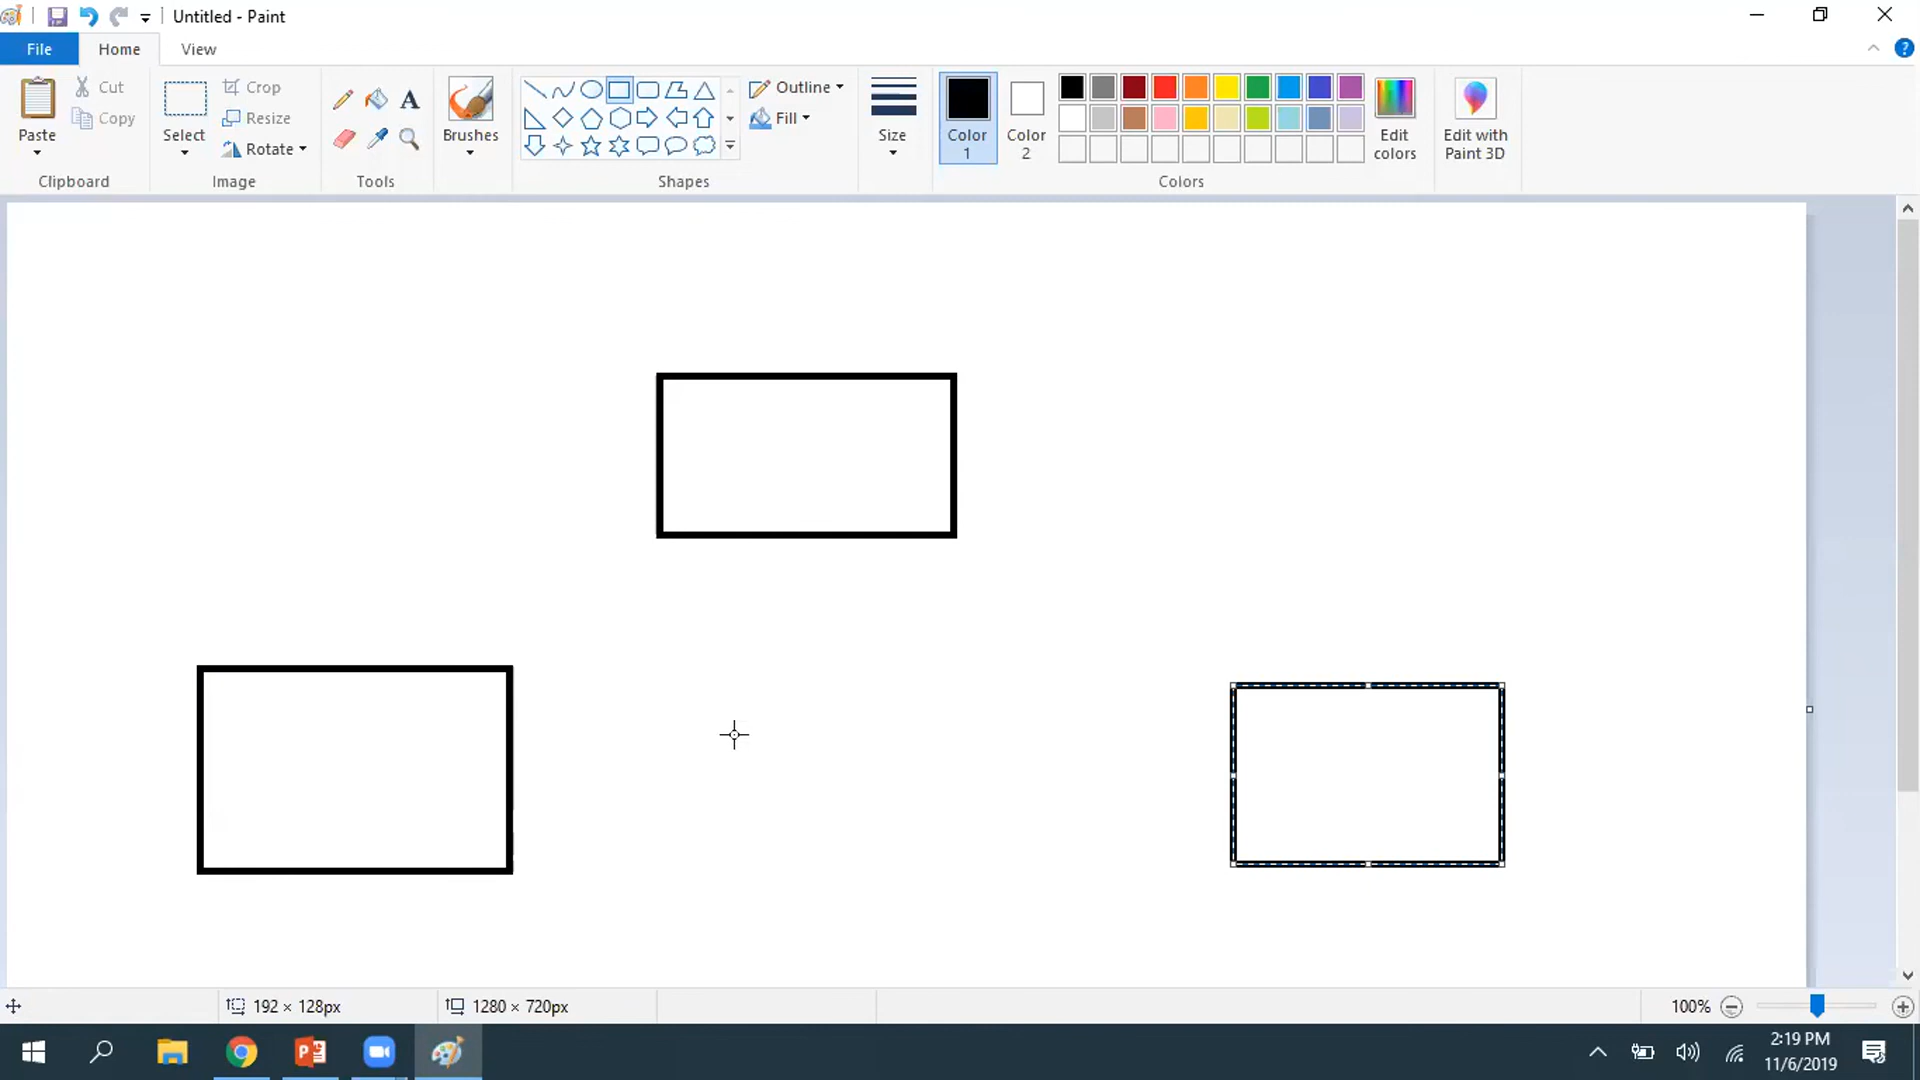 Untitled - Paint
File Home View
Paste
Cut
Copy
Clipboard
Select
Crop
Resize
Rotate
Image
A
Tools
Brushes
Shapes
Outline
Fill
Size
Color 1
Color 2
Edit colors
Colors
Edit with Paint 3D
192 × 128px
1280 × 720px
100%
2:19 PM
11/6/2019